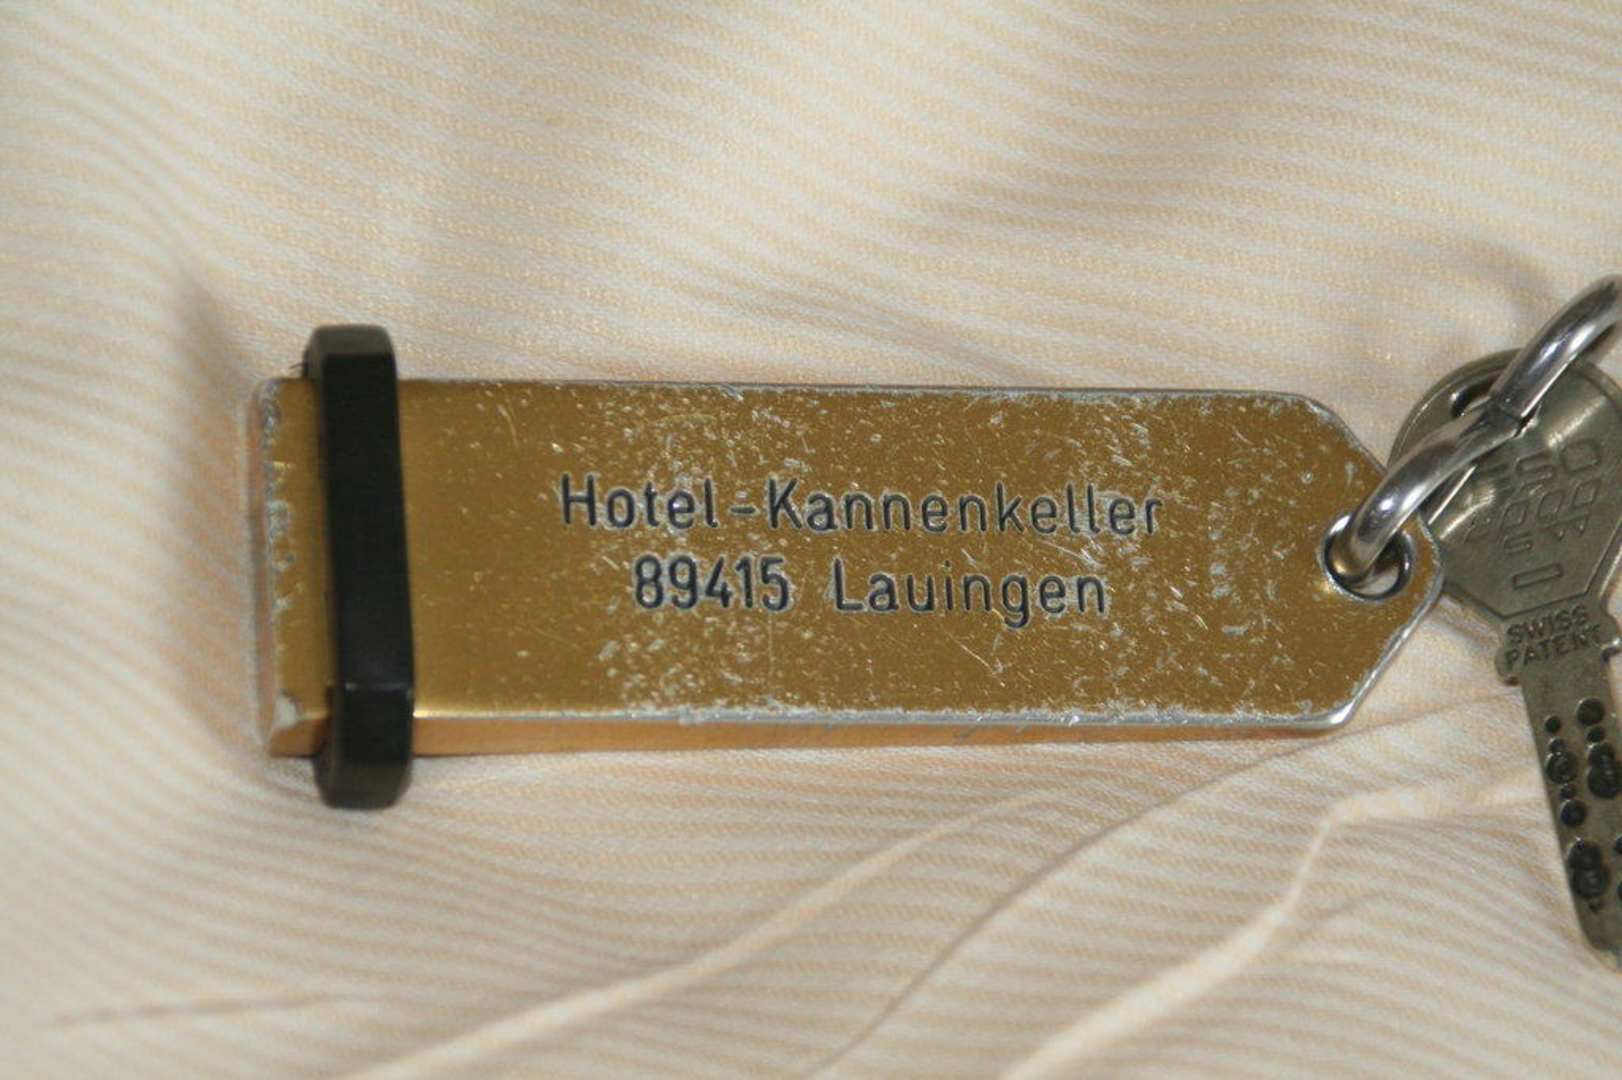 Hotel-Kannenkeller
89415 Lauingen
SWISS
PATENT